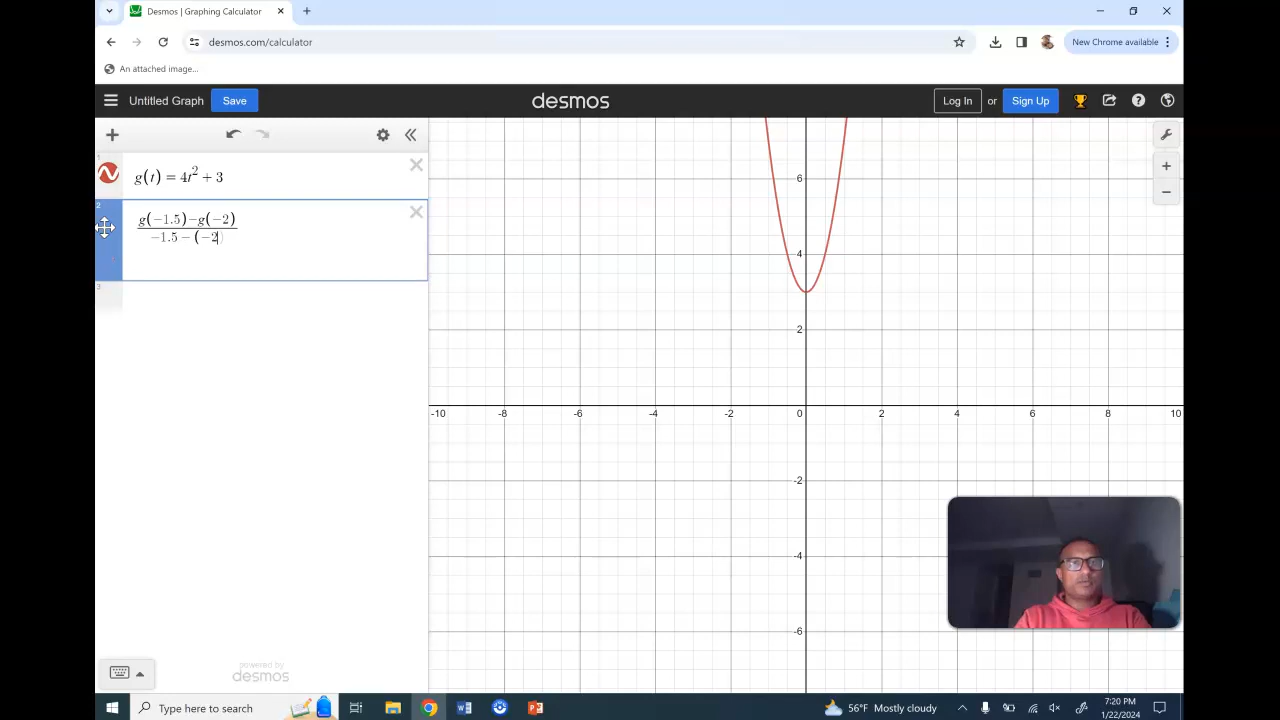 Desmos | Graphing Calculator
desmos.com/calculator
New Chrome available
An attached image...
Untitled Graph Save desmos Log In or Sign Up
1
g(t) = 4t² + 3
2
g(−1.5)−g(−2)
−1.5 − (−2)
3
6
4
2
-10 -8 -6 -4 -2 0 2 4 6 8 10
-2
-4
-6
powered by
desmos
Type here to search
56°F Mostly cloudy
7:20 PM
1/22/2024